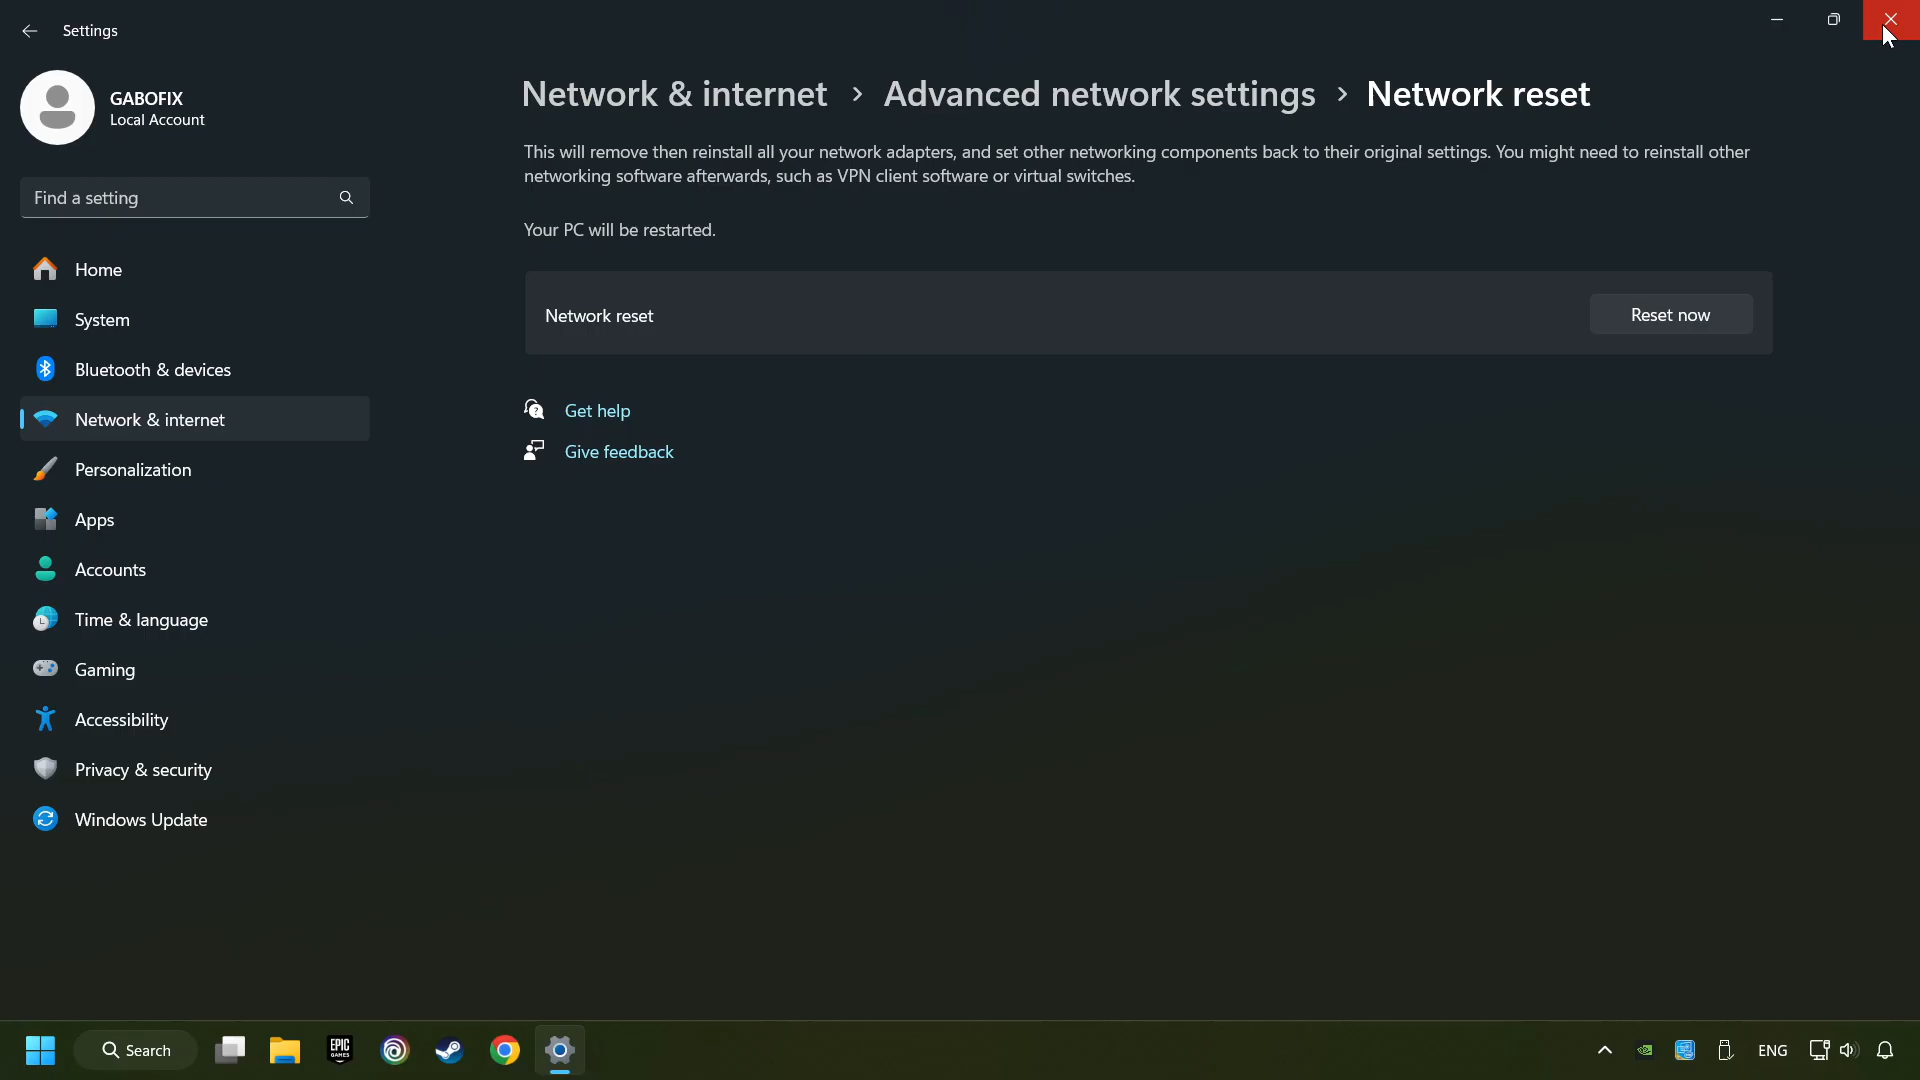 Settings
GABOFIX
Local Account
Find a setting
Home
System
Bluetooth & devices
Network & internet
Personalization
Apps
Accounts
Time & language
Gaming
Accessibility
Privacy & security
Windows Update
Network & internet > Advanced network settings > Network reset
This will remove then reinstall all your network adapters, and set other networking components back to their original settings. You might need to reinstall other
networking software afterwards, such as VPN client software or virtual switches.
Your PC will be restarted.
Network reset
Reset now
Get help
Give feedback
Search
EPIC
GAMES
ENG